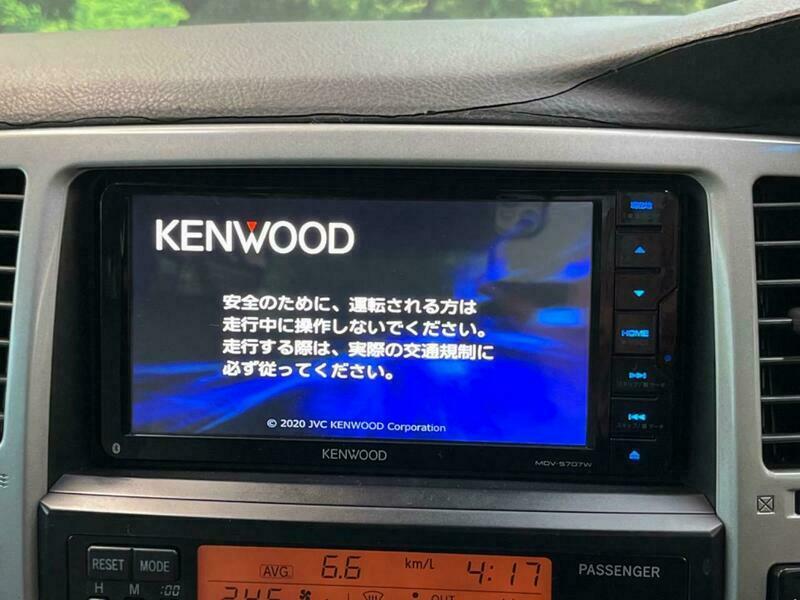 KENWOOD
安全のために、運転される方は
走行中に操作しないでください。
走行する際は、実際の交通規制に
必ず従ってください。
© 2020 JVC KENWOOD Corporation
KENWOOD
MDV-S707W
HOME
RESET
MODE
H
M
:00
AVG
6.6
km/L
4:17
OUT
PASSENGER